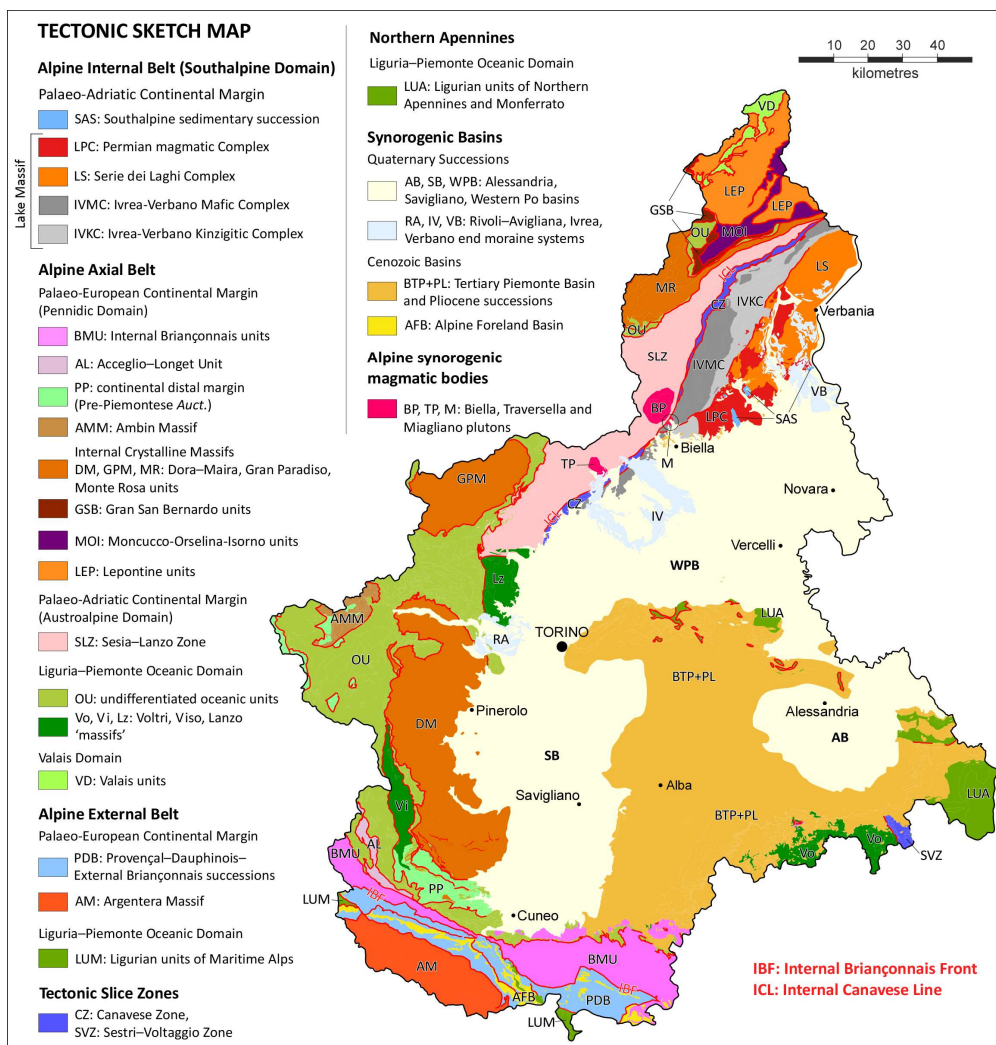 TECTONIC SKETCH MAP
Alpine Internal Belt (Southalpine Domain)
Palaeo-Adriatic Continental Margin
SAS: Southalpine sedimentary succession
Lake Massif
LPC: Permian magmatic Complex
LS: Serie dei Laghi Complex
IVMC: Ivrea-Verbano Mafic Complex
IVKC: Ivrea-Verbano Kinzigitic Complex
Alpine Axial Belt
Palaeo-European Continental Margin
(Pennidic Domain)
BMU: Internal Briançonnais units
AL: Acceglio–Longet Unit
PP: continental distal margin
(Pre-Piemontese Auct.)
AMM: Ambin Massif
Internal Crystalline Massifs
DM, GPM, MR: Dora–Maira, Gran Paradiso,
Monte Rosa units
GSB: Gran San Bernardo units
MOI: Moncucco-Orselina-Isorno units
LEP: Lepontine units
Palaeo-Adriatic Continental Margin
(Austroalpine Domain)
SLZ: Sesia–Lanzo Zone
Liguria–Piemonte Oceanic Domain
OU: undifferentiated oceanic units
Vo, Vi, Lz: Voltri, Viso, Lanzo
‘massifs’
Valais Domain
VD: Valais units
Alpine External Belt
Palaeo-European Continental Margin
PDB: Provençal–Dauphinois–
External Briançonnais successions
AM: Argentera Massif
Liguria–Piemonte Oceanic Domain
LUM: Ligurian units of Maritime Alps
Tectonic Slice Zones
CZ: Canavese Zone,
SVZ: Sestri–Voltaggio Zone
Northern Apennines
Liguria–Piemonte Oceanic Domain
LUA: Ligurian units of Northern
Apennines and Monferrato
Synorogenic Basins
Quaternary Successions
AB, SB, WPB: Alessandria,
Savigliano, Western Po basins
RA, IV, VB: Rivoli–Avigliana, Ivrea,
Verbano end moraine systems
Cenozoic Basins
BTP+PL: Tertiary Piemonte Basin
and Pliocene successions
AFB: Alpine Foreland Basin
Alpine synorogenic
magmatic bodies
BP, TP, M: Biella, Traversella and
Miagliano plutons
10 20 30 40
kilometres
VD
LEP
LEP
GSB
OU
MOI
ICL
LS
MR
CZ
IVKC
Verbania
OU
SLZ
IVMC
VB
BP
LPC
SAS
M
Biella
TP
GPM
Novara
CZ
ICL
IV
Vercelli
WPB
Lz
AMM
LUA
RA
TORINO
OU
BTP+PL
Alessandria
Pinerolo
DM
AB
SB
Alba
Savigliano
LUA
Vi
BTP+PL
Vo
Vo
SVZ
AL
BMU
PP
IBF
LUM
Cuneo
BMU
AM
IBF
AFB
PDB
LUM
IBF: Internal Briançonnais Front
ICL: Internal Canavese Line